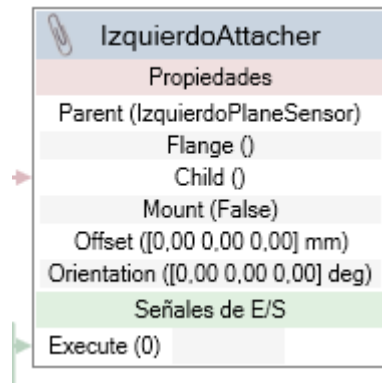 IzquierdoAttacher
Propiedades
Parent (IzquierdoPlaneSensor)
Flange ()
Child ()
Mount (False)
Offset ([0,00 0,00 0,00] mm)
Orientation ([0,00 0,00 0,00] deg)
Señales de E/S
Execute (0)